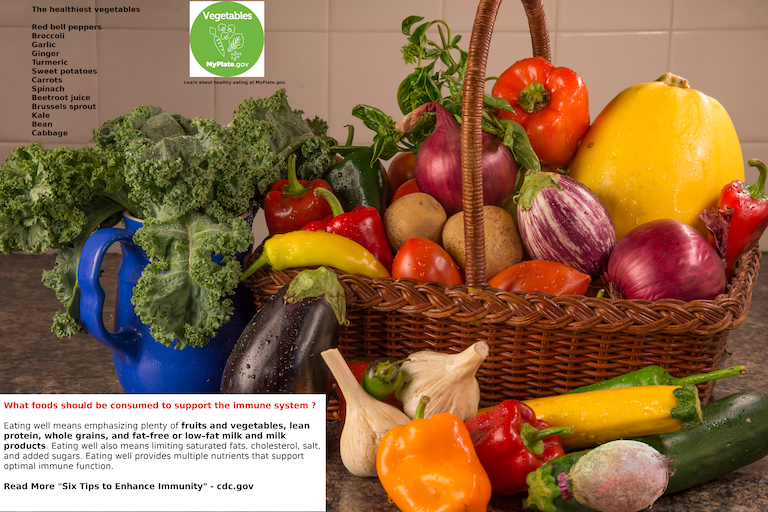 The healthiest vegetables
Red bell peppers
Broccoli
Garlic
Ginger
Turmeric
Sweet potatoes
Carrots
Spinach
Beetroot juice
Brussels sprout
Kale
Bean
Cabbage
Vegetables
MyPlate.gov
Learn about healthy eating at MyPlate.gov.
What foods should be consumed to support the immune system ?
Eating well means emphasizing plenty of fruits and vegetables, lean
protein, whole grains, and fat-free or low-fat milk and milk
products. Eating well also means limiting saturated fats, cholesterol, salt,
and added sugars. Eating well provides multiple nutrients that support
optimal immune function.
Read More "Six Tips to Enhance Immunity" - cdc.gov